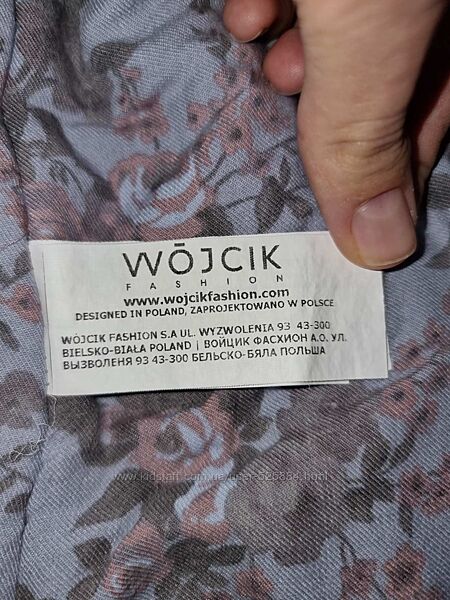 WŌJCIK
FASHION
www.wojcikfashion.com
DESIGNED IN POLAND, ZAPROJEKTOWANO W POLSCE
WÓJCIK FASHION S.A UL. WYZWOLENIA 93 43-300
BIELSKO-BIAŁA POLAND | ВОЙЦИК ФАСХИОН А.О. УЛ.
ВЫЗВОЛЕНЯ 93 43-300 БЕЛЬСКО-БЯЛА ПОЛЬША